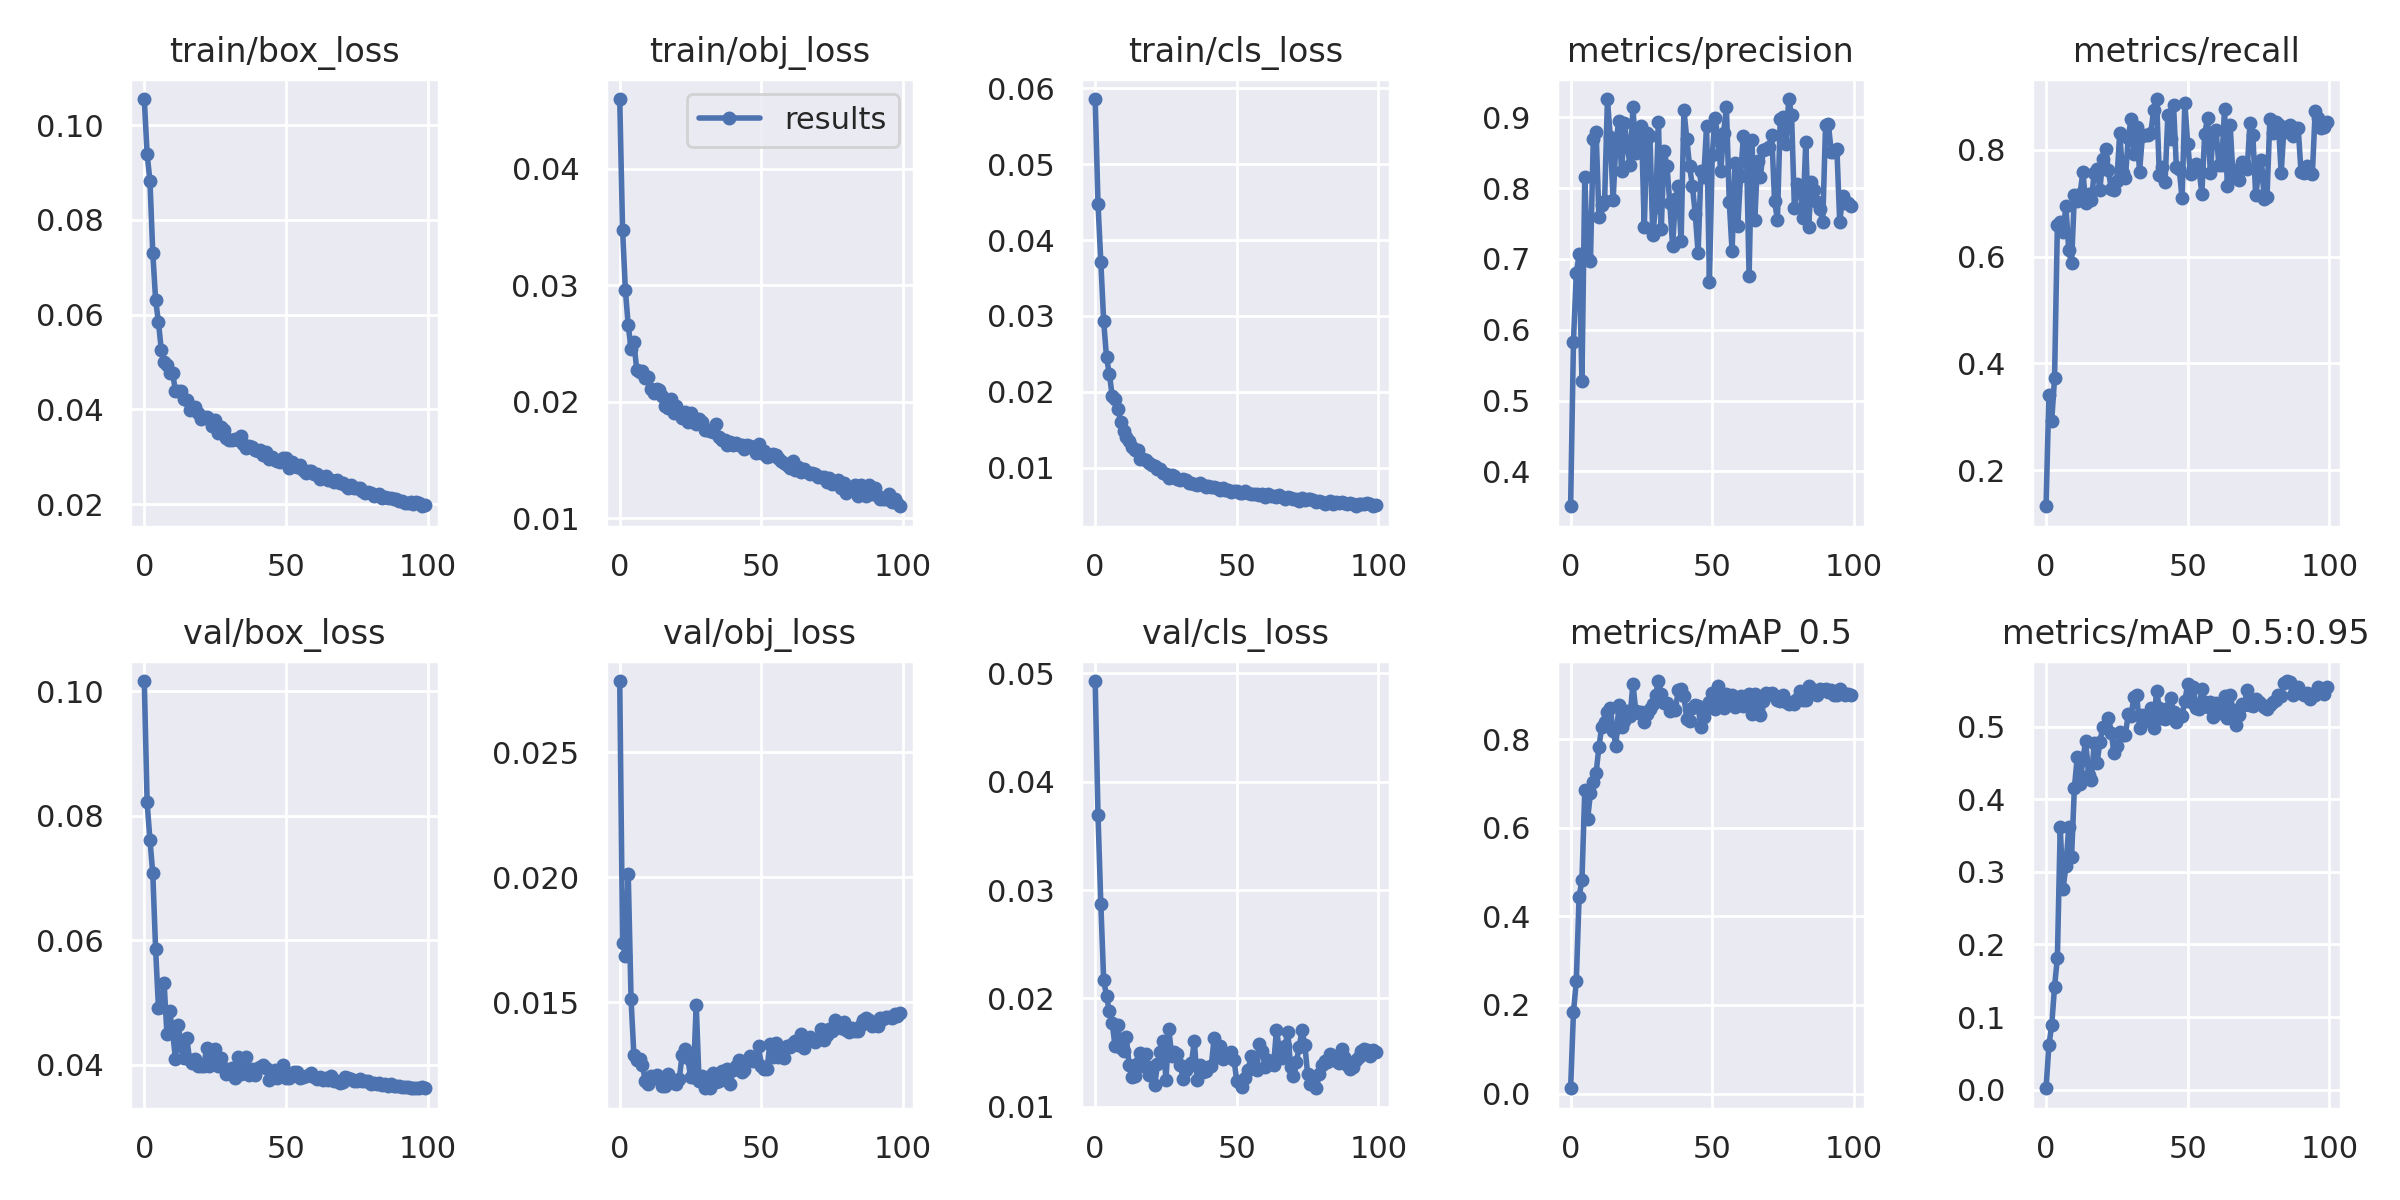 train/box_loss
0.10
0.08
0.06
0.04
0.02
0 50 100
train/obj_loss
results
0.04
0.03
0.02
0.01
0 50 100
train/cls_loss
0.06
0.05
0.04
0.03
0.02
0.01
0 50 100
metrics/precision
0.9
0.8
0.7
0.6
0.5
0.4
0 50 100
metrics/recall
0.8
0.6
0.4
0.2
0 50 100
val/box_loss
0.10
0.08
0.06
0.04
0 50 100
val/obj_loss
0.025
0.020
0.015
0 50 100
val/cls_loss
0.05
0.04
0.03
0.02
0.01
0 50 100
metrics/mAP_0.5
0.8
0.6
0.4
0.2
0.0
0 50 100
metrics/mAP_0.5:0.95
0.5
0.4
0.3
0.2
0.1
0.0
0 50 100